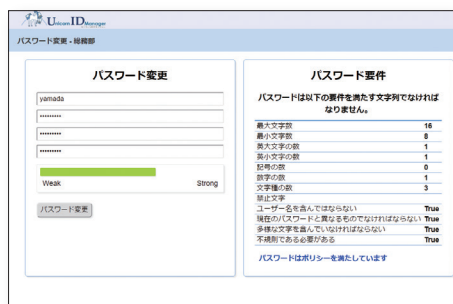 Unicorn ID Manager
パスワード変更 - 総務部
パスワード変更
yamada
•••••••••
•••••••••
•••••••••
Weak Strong
パスワード変更
パスワード要件
パスワードは以下の要件を満たす文字列でなければ
なりません。
最大文字数 16
最小文字数 8
英大文字の数 1
英小文字の数 1
記号の数 0
数字の数 1
文字種の数 3
禁止文字
ユーザー名を含んではならない True
現在のパスワードと異なるものでなければならない True
多様な文字を含んでいなければならない True
不規則である必要がある True
パスワードはポリシーを満たしています